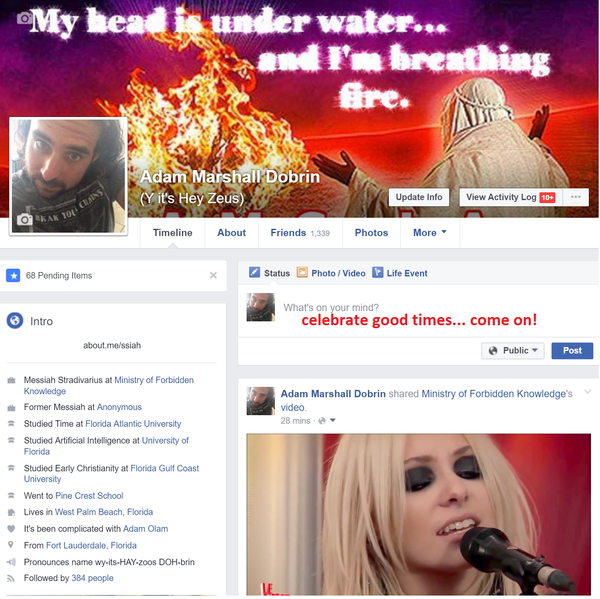 My head is under water...
and I'm breathing
fire.
Adam Marshall Dobrin
(Y it's Hey Zeus)
Update Info
View Activity Log 10+
Timeline
About
Friends 1,339
Photos
More
68 Pending Items
Intro
about.me/ssiah
Messiah Stradivarius at Ministry of Forbidden
Knowledge
Former Messiah at Anonymous
Studied Time at Florida Atlantic University
Studied Artificial Intelligence at University of
Florida
Studied Early Christianity at Florida Gulf Coast
University
Went to Pine Crest School
Lives in West Palm Beach, Florida
It's been complicated with Adam Olam
From Fort Lauderdale, Florida
Pronounces name wy-its-HAY-zoos DOH-brin
Followed by 384 people
Status
Photo / Video
Life Event
What's on your mind?
celebrate good times... come on!
Public
Post
Adam Marshall Dobrin shared Ministry of Forbidden Knowledge's
video.
28 mins